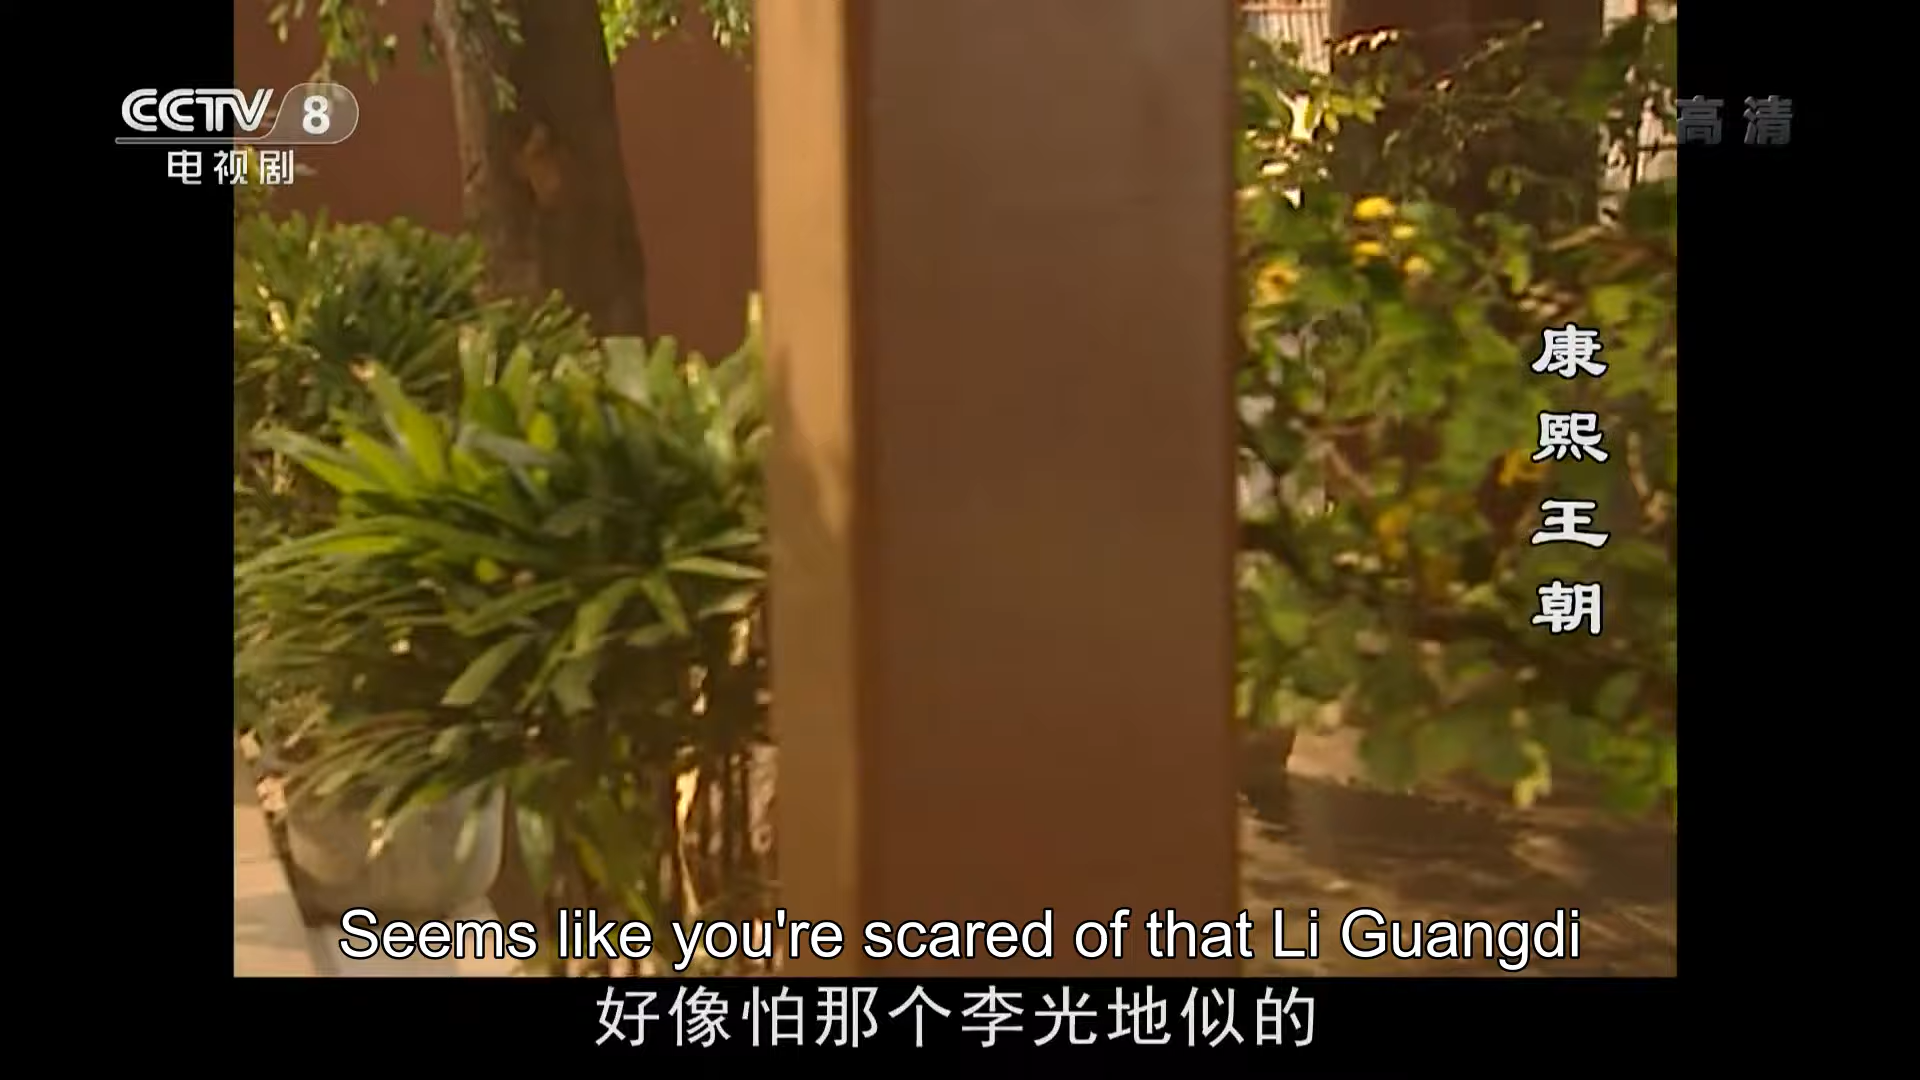 CCTV 8
电视剧
高清
康熙王朝
Seems like you're scared of that Li Guangdi
好像怕那个李光地似的